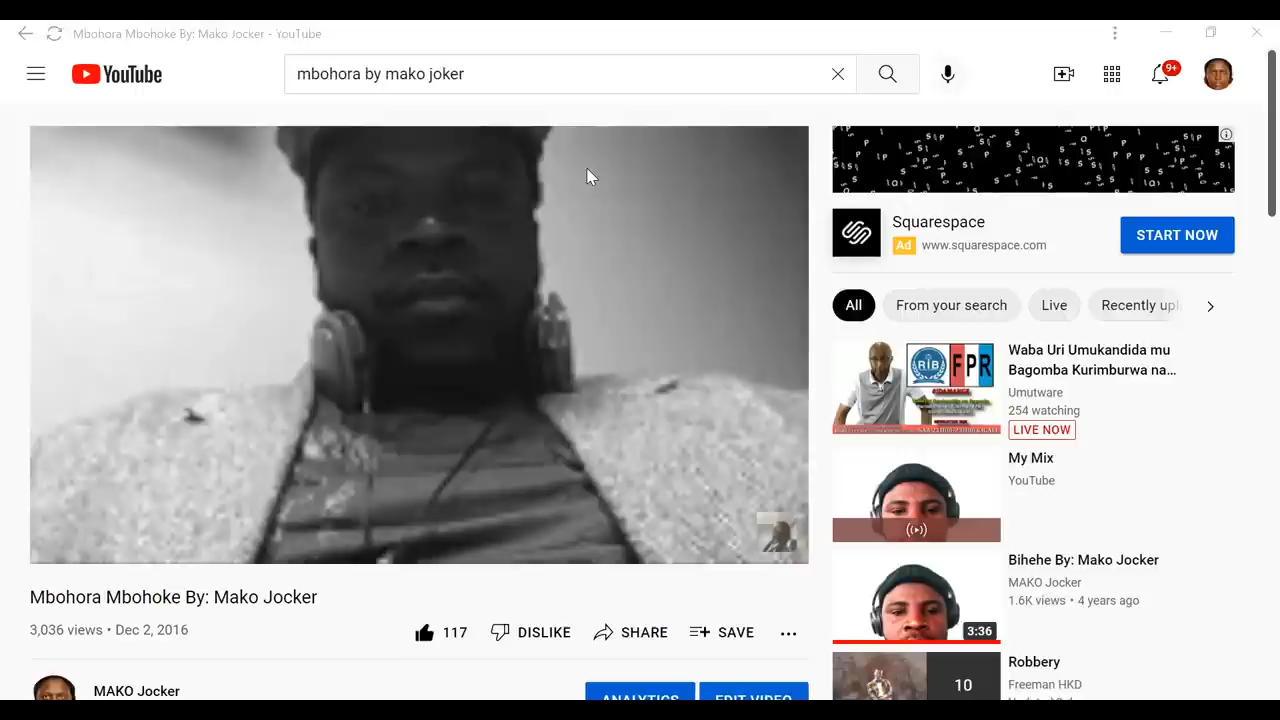 Mbohora Mbohoke By: Mako Jocker - YouTube
YouTube
mbohora by mako joker
9+
Squarespace
Ad www.squarespace.com
START NOW
All
From your search
Live
Recently upl
RIB FPR
Waba Uri Umukandida mu
Bagomba Kurimburwa na...
Umutware
254 watching
LIVE NOW
My Mix
YouTube
Bihehe By: Mako Jocker
MAKO Jocker
1.6K views • 4 years ago
3:36
Mbohora Mbohoke By: Mako Jocker
3,036 views • Dec 2, 2016
117
DISLIKE
SHARE
SAVE
Robbery
Freeman HKD
10
MAKO Jocker
ANALYTICS
EDIT VIDEO